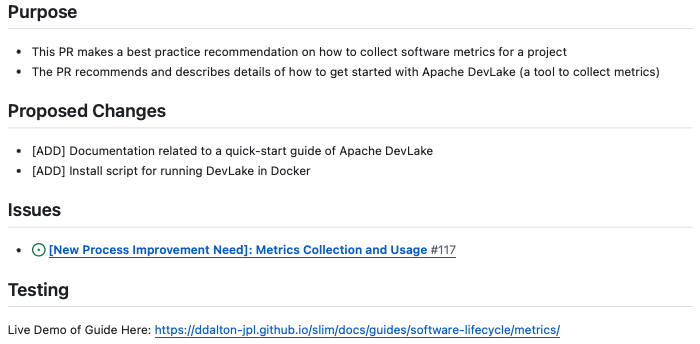 Purpose
• This PR makes a best practice recommendation on how to collect software metrics for a project
• The PR recommends and describes details of how to get started with Apache DevLake (a tool to collect metrics)
Proposed Changes
• [ADD] Documentation related to a quick-start guide of Apache DevLake
• [ADD] Install script for running DevLake in Docker
Issues
• [New Process Improvement Need]: Metrics Collection and Usage #117
Testing
Live Demo of Guide Here: https://ddalton-jpl.github.io/slim/docs/guides/software-lifecycle/metrics/